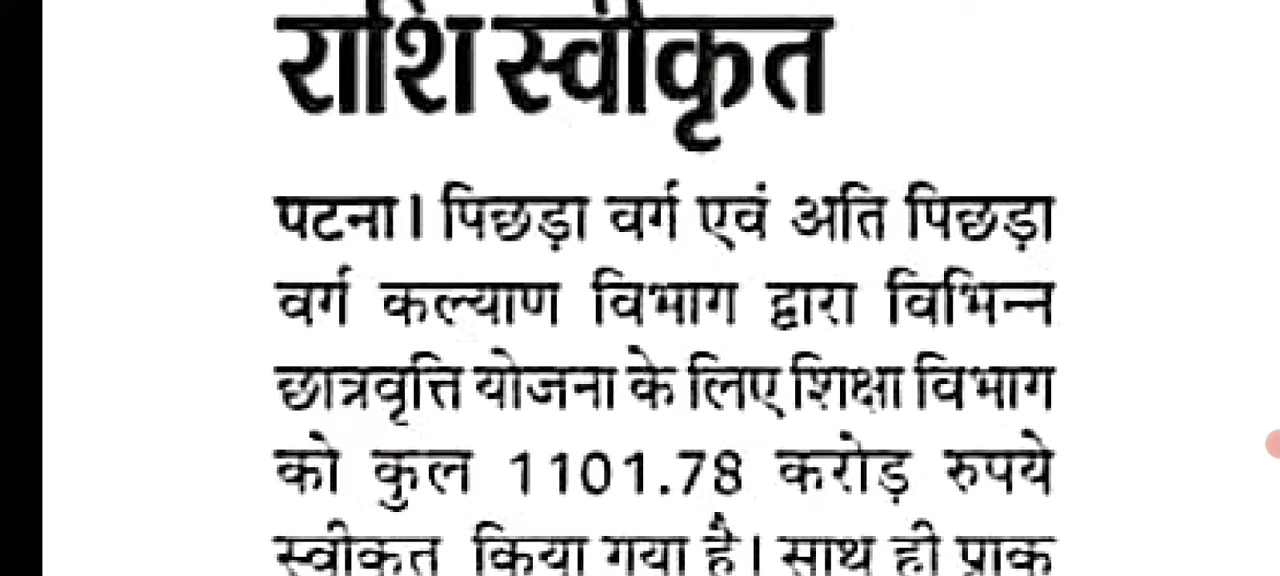 राशि स्वीकृत
पटना। पिछड़ा वर्ग एवं अति पिछड़ा
वर्ग कल्याण विभाग द्वारा विभिन्न
छात्रवृत्ति योजना के लिए शिक्षा विभाग
को कुल 1101.78 करोड़ रुपये
स्वीकृत किया गया है। साथ ही प्राक